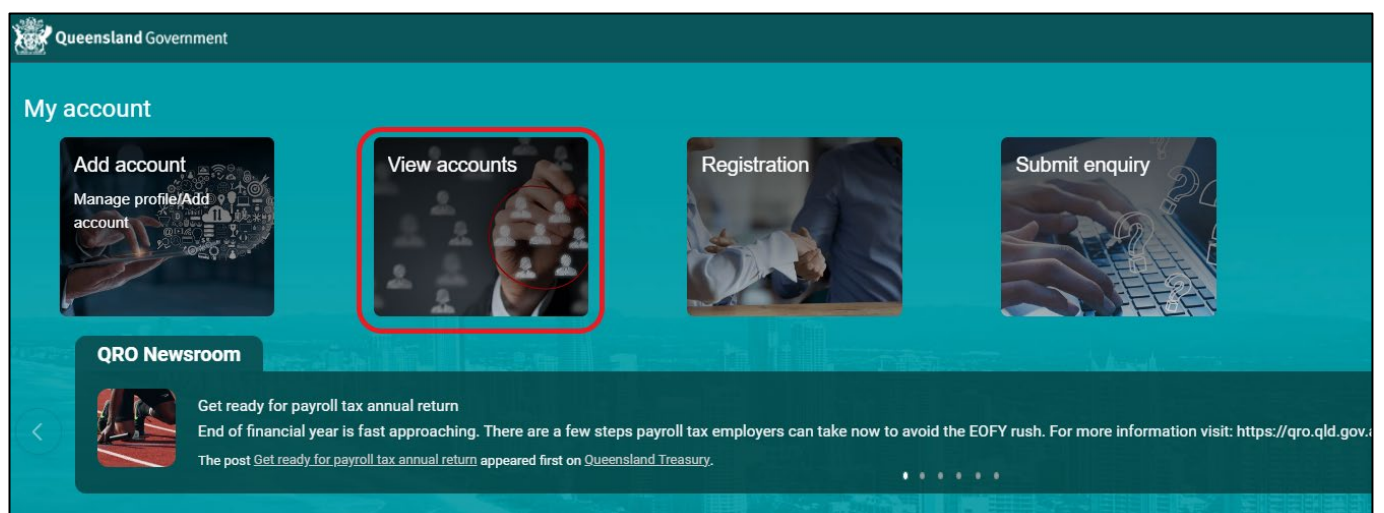 Queensland Government
My account
Add account
Manage profile/Add
account
View accounts
Registration
Submit enquiry
QRO Newsroom
Get ready for payroll tax annual return
End of financial year is fast approaching. There are a few steps payroll tax employers can take now to avoid the EOFY rush. For more information visit: https://qro.qld.gov.
The post Get ready for payroll tax annual return appeared first on Queensland Treasury.